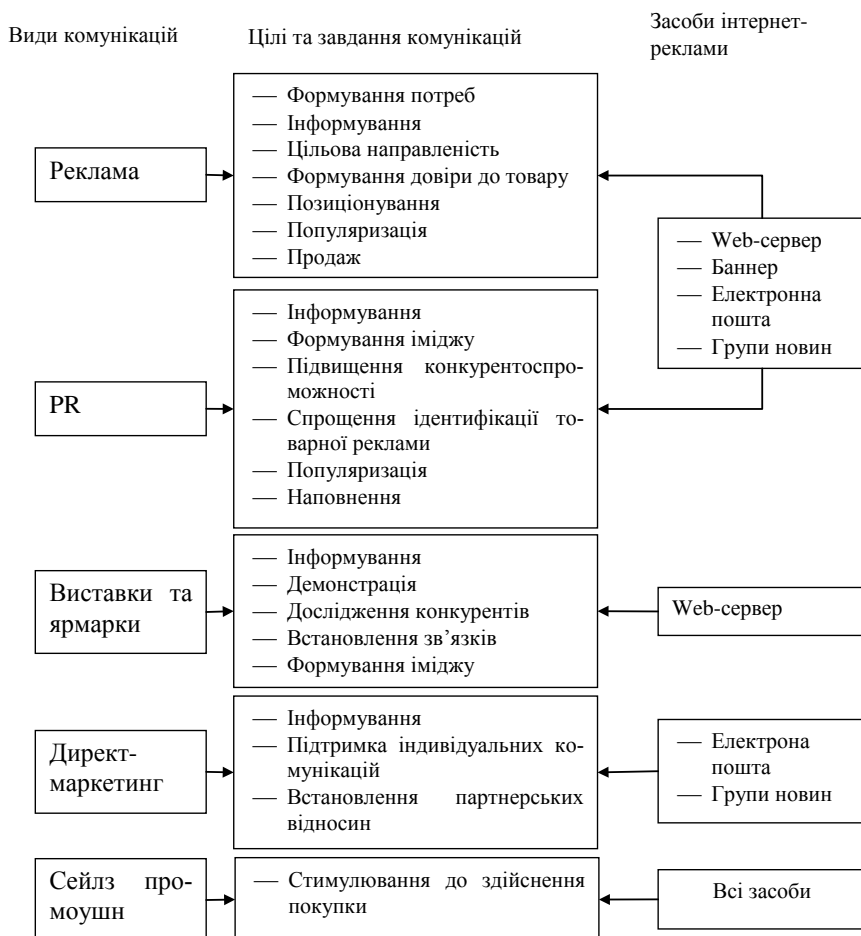 Види комунікацій
Цілі та завдання комунікацій
Засоби інтернет-
реклами
Реклама
— Формування потреб
— Інформування
— Цільова направленість
— Формування довіри до товару
— Позиціонування
— Популяризація
— Продаж
— Web-сервер
— Баннер
— Електронна
пошта
— Групи новин
PR
— Інформування
— Формування іміджу
— Підвищення конкурентоспро-
можності
— Спрощення ідентифікації то-
варної реклами
— Популяризація
— Наповнення
Виставки та
ярмарки
— Інформування
— Демонстрація
— Дослідження конкурентів
— Встановлення зв’язків
— Формування іміджу
Web-сервер
Директ-
маркетинг
— Інформування
— Підтримка індивідуальних ко-
мунікацій
— Встановлення партнерських
відносин
— Електрона
пошта
— Групи новин
Сейлз про-
моушн
— Стимулювання до здійснення
покупки
Всі засоби